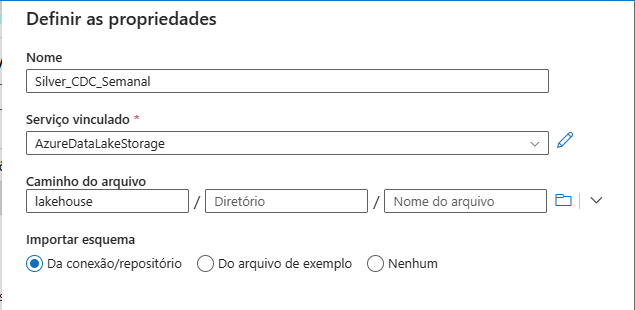 Definir as propriedades
Nome
Silver_CDC_Semanal
Serviço vinculado *
AzureDataLakeStorage
Caminho do arquivo
lakehouse / Diretório / Nome do arquivo
Importar esquema
Da conexão/repositório Do arquivo de exemplo Nenhum